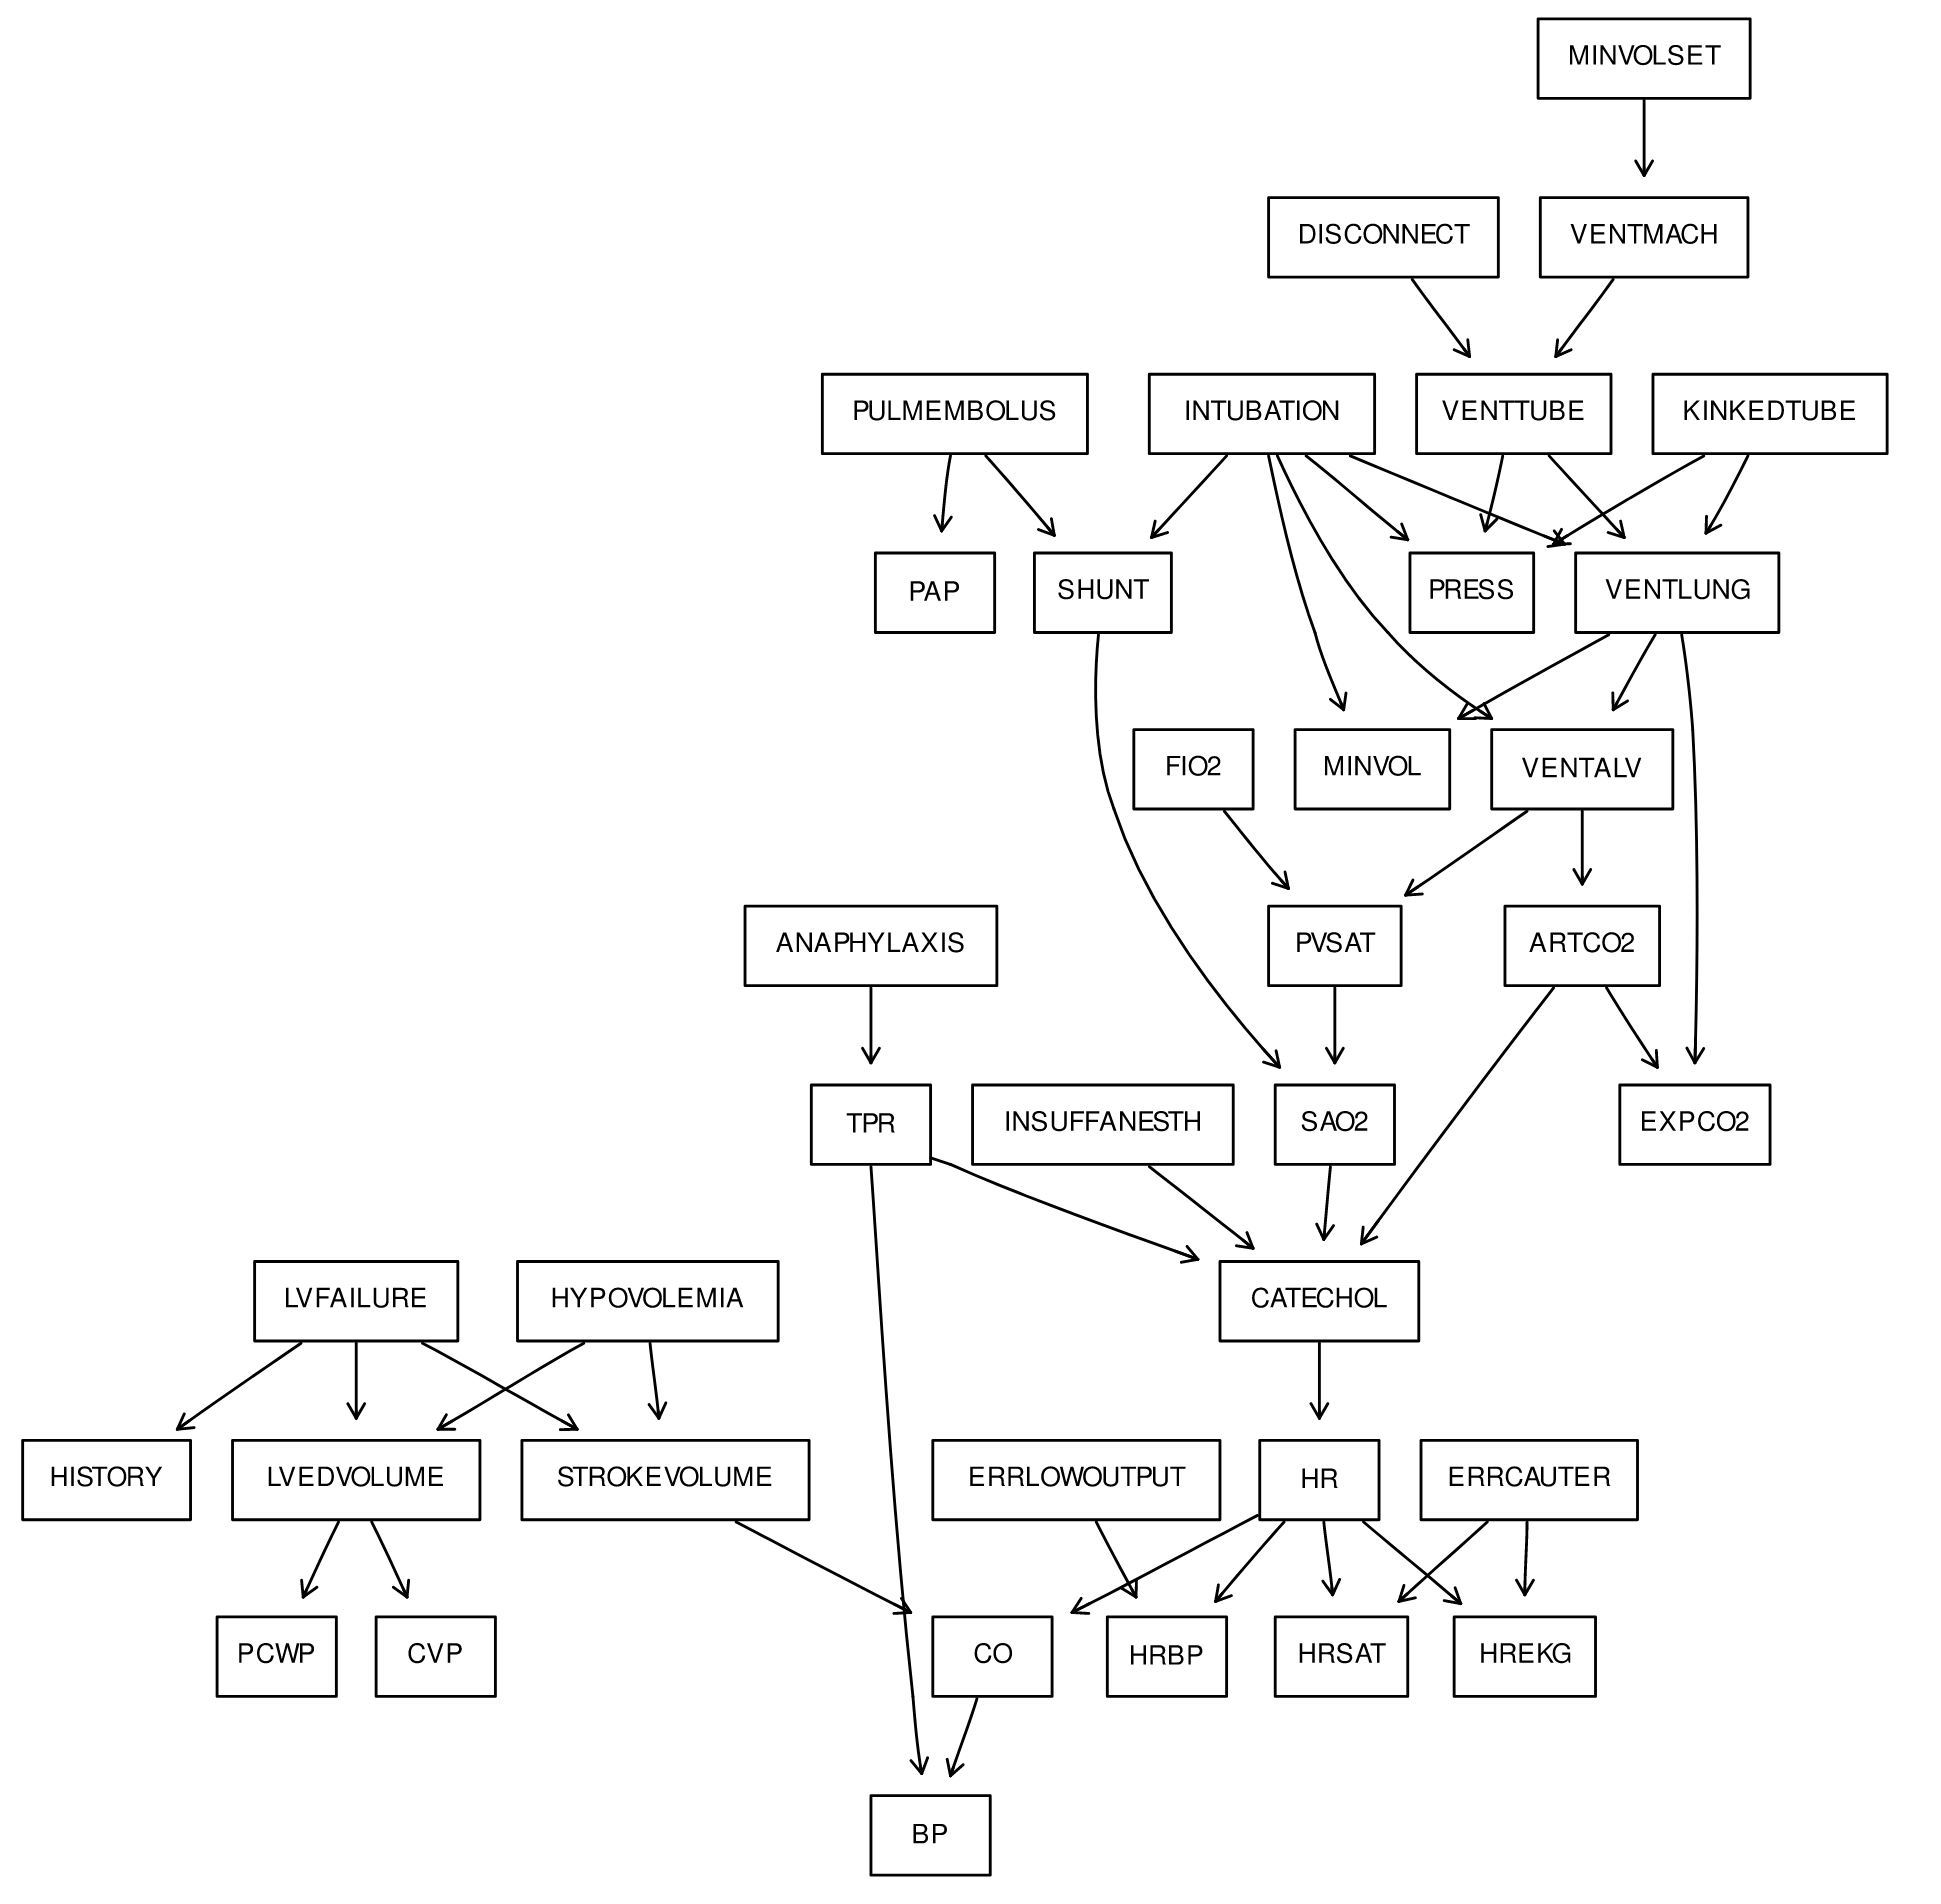 MINVOLSET
DISCONNECT
VENTMACH
PULMEMBOLUS
INTUBATION
VENTTUBE
KINKEDTUBE
PAP
SHUNT
PRESS
VENTLUNG
FIO2
MINVOL
VENTALV
ANAPHYLAXIS
PVSAT
ARTCO2
TPR
INSUFFANESTH
SAO2
EXPCO2
LVFAILURE
HYPOVOLEMIA
CATECHOL
HISTORY
LVEDVOLUME
STROKEVOLUME
ERRLOWOUTPUT
HR
ERRCAUTER
PCWP
CVP
CO
HRBP
HRSAT
HREKG
BP